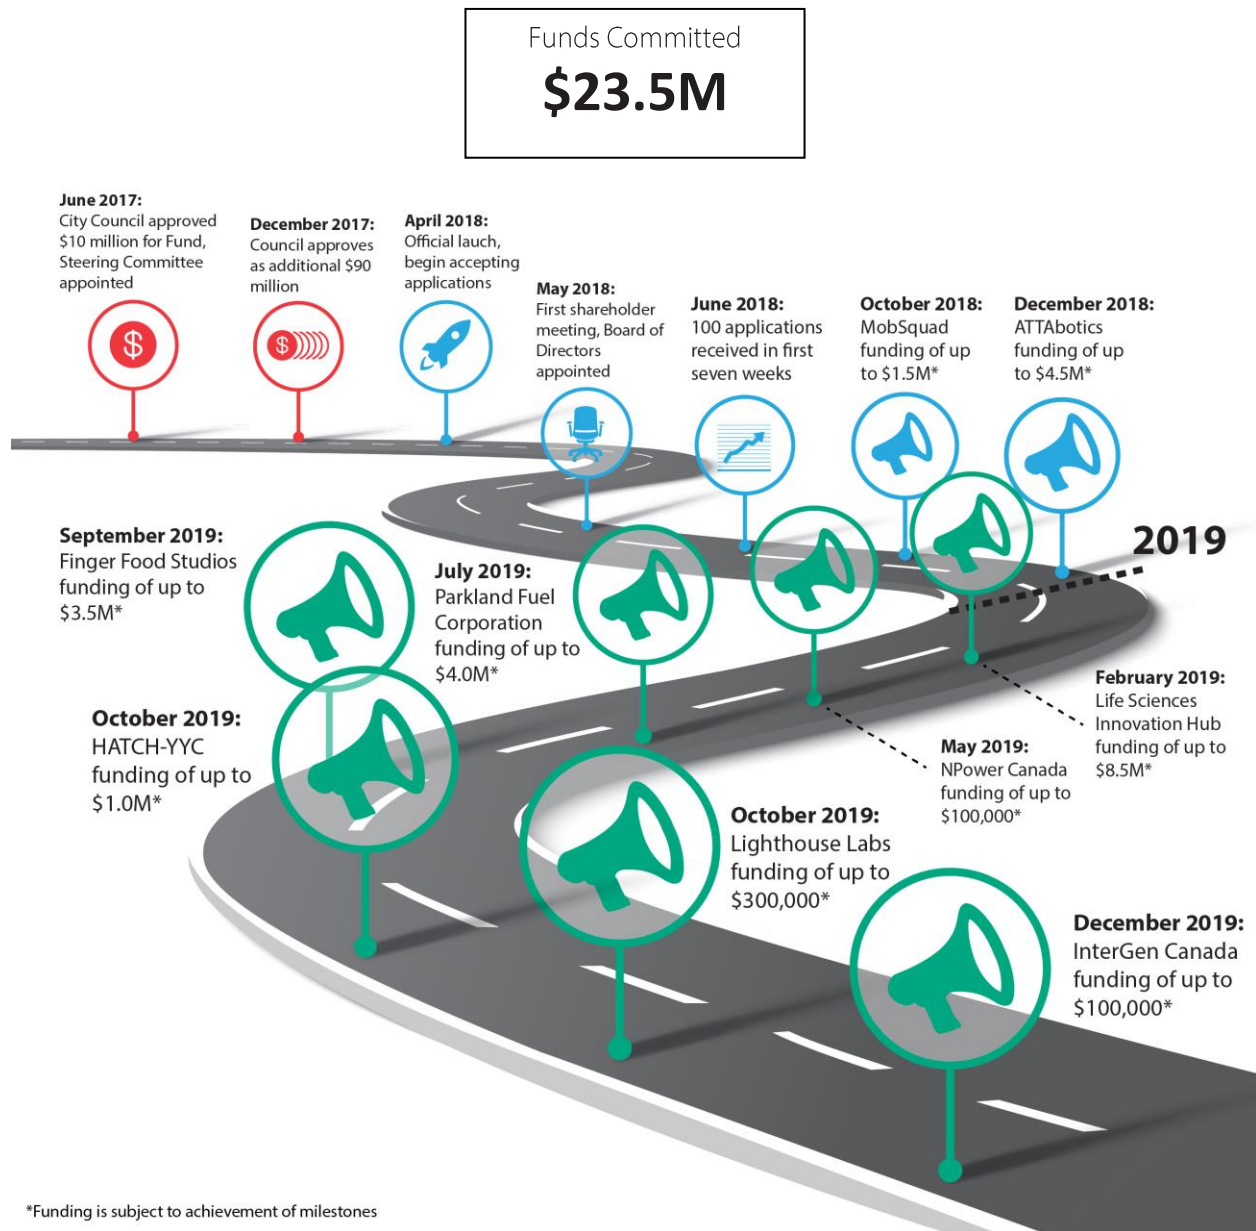 Funds Committed
$23.5M
June 2017:
City Council approved
$10 million for Fund,
Steering Committee
appointed
December 2017:
Council approves
as additional $90
million
April 2018:
Official lauch,
begin accepting
applications
May 2018:
First shareholder
meeting, Board of
Directors
appointed
June 2018:
100 applications
received in first
seven weeks
October 2018:
MobSquad
funding of up
to $1.5M*
December 2018:
ATTAbotics
funding of up
to $4.5M*
2019
February 2019:
Life Sciences
Innovation Hub
funding of up to
$8.5M*
May 2019:
NPower Canada
funding of up to
$100,000*
July 2019:
Parkland Fuel
Corporation
funding of up to
$4.0M*
September 2019:
Finger Food Studios
funding of up to
$3.5M*
October 2019:
HATCH-YYC
funding of up to
$1.0M*
October 2019:
Lighthouse Labs
funding of up to
$300,000*
December 2019:
InterGen Canada
funding of up to
$100,000*
*Funding is subject to achievement of milestones